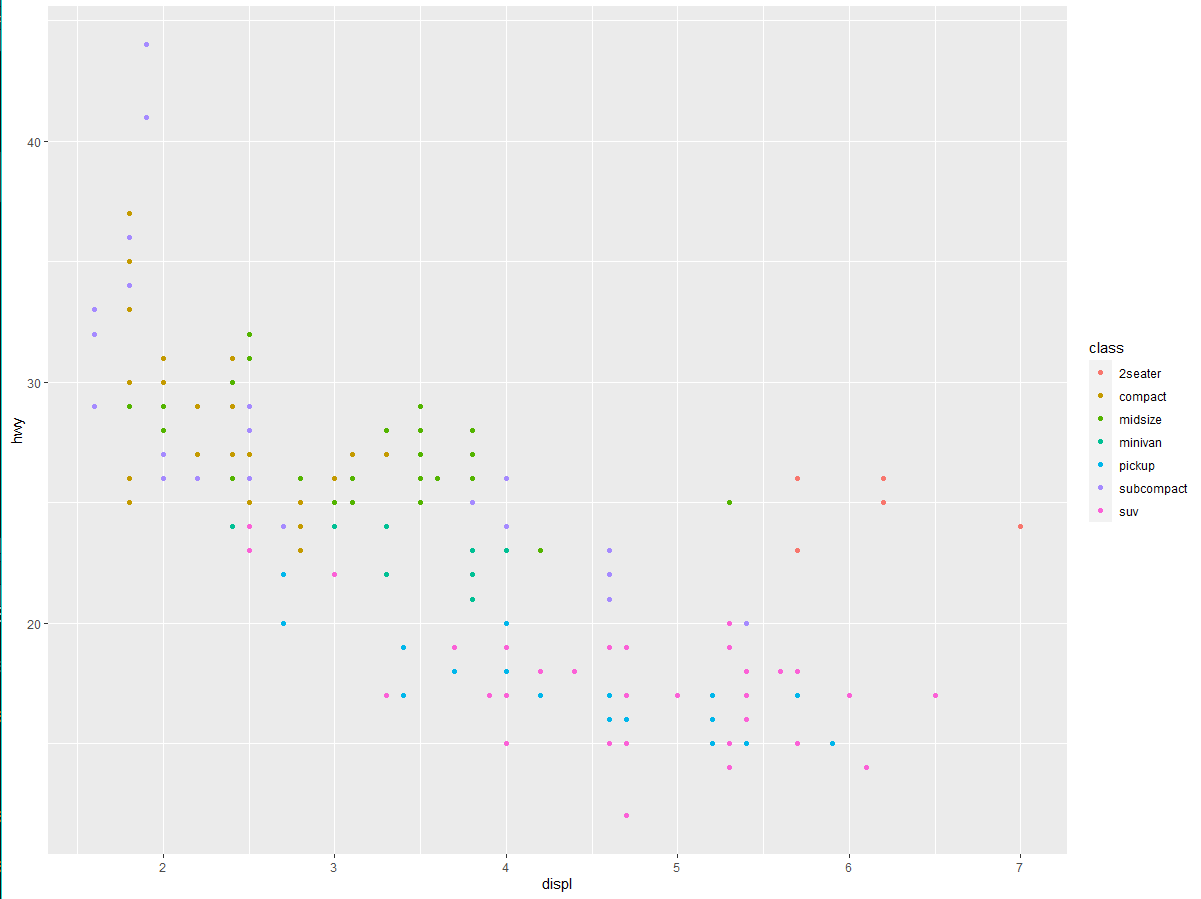 40
30
20
hwy
2 3 4 5 6 7
displ
class
2seater
compact
midsize
minivan
pickup
subcompact
suv